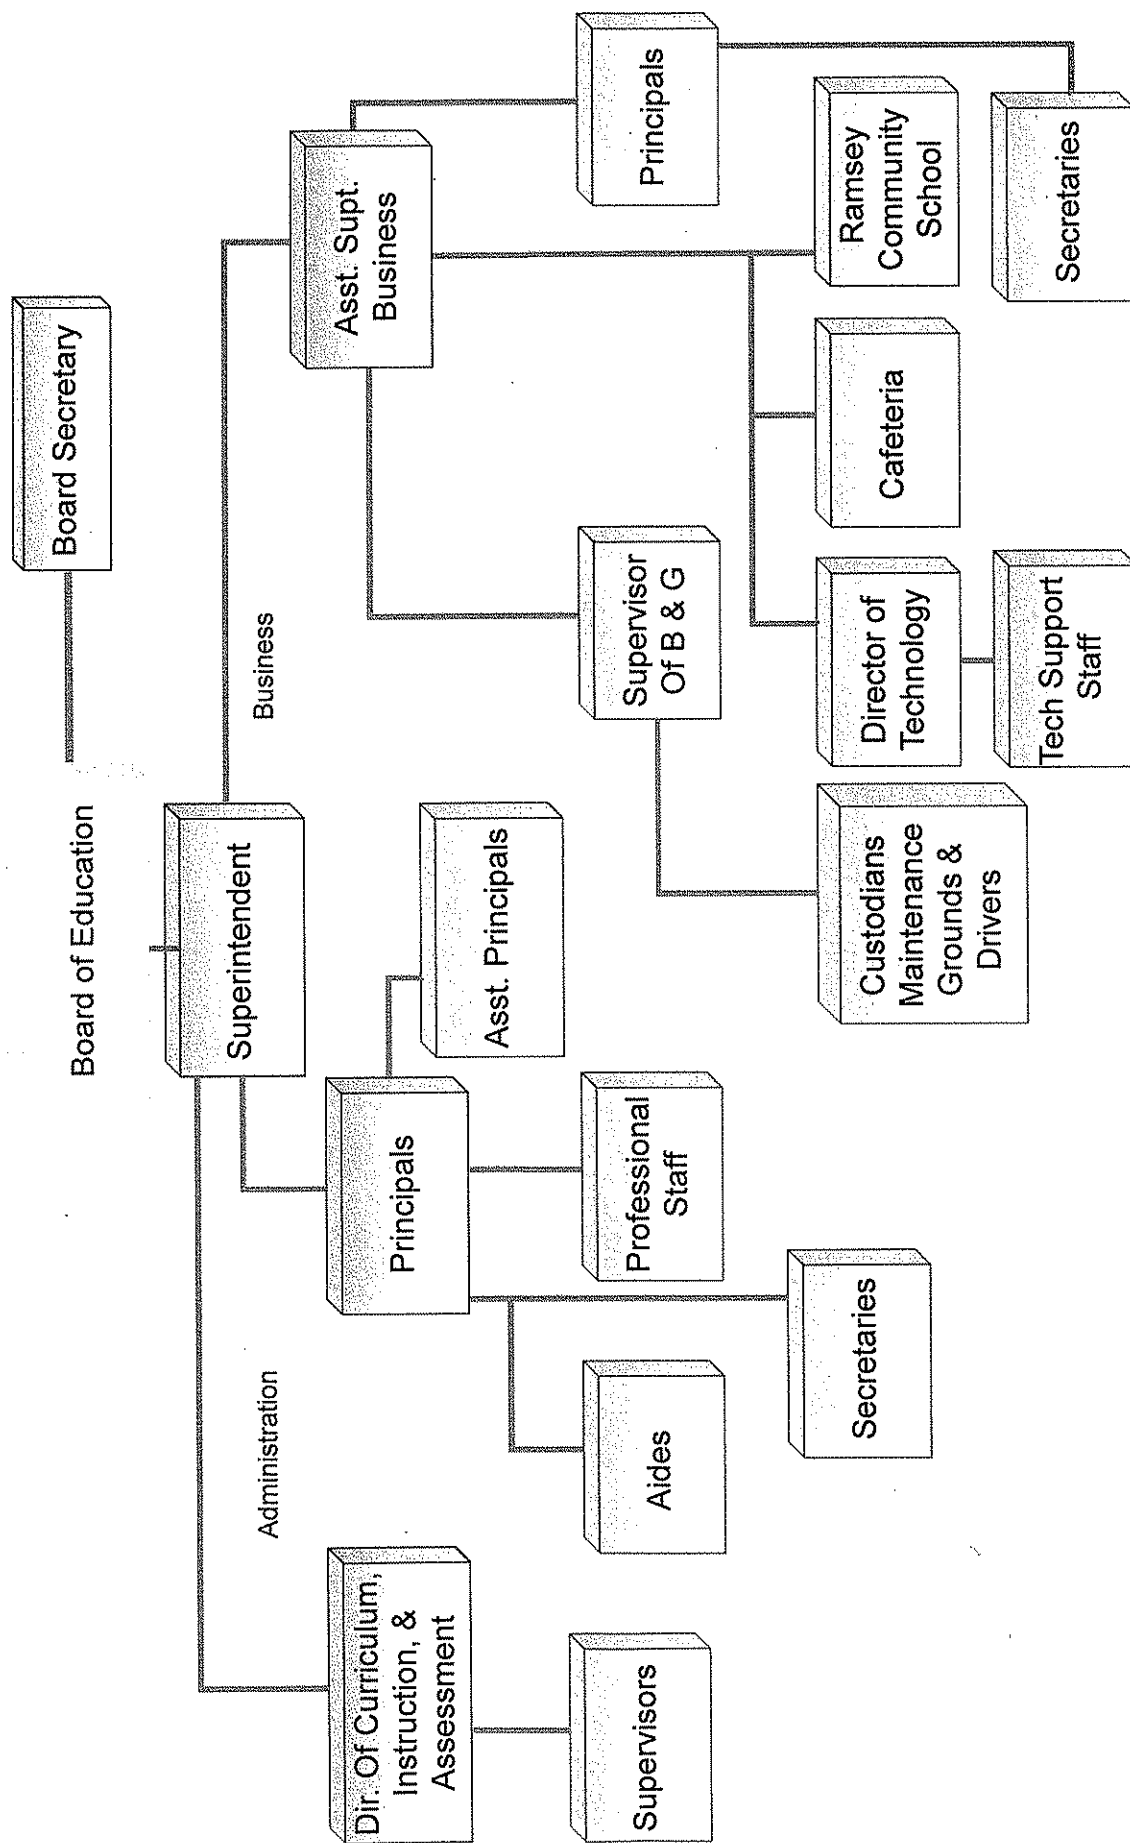 Board of Education
Board Secretary
Superintendent
Administration
Business
Dir. Of Curriculum,
Instruction, &
Assessment
Principals
Asst. Supt.
Business
Asst. Principals
Supervisors
Aides
Professional
Staff
Supervisor
Of B & G
Principals
Secretaries
Custodians
Maintenance
Grounds &
Drivers
Director of
Technology
Cafeteria
Ramsey
Community
School
Tech Support
Staff
Secretaries